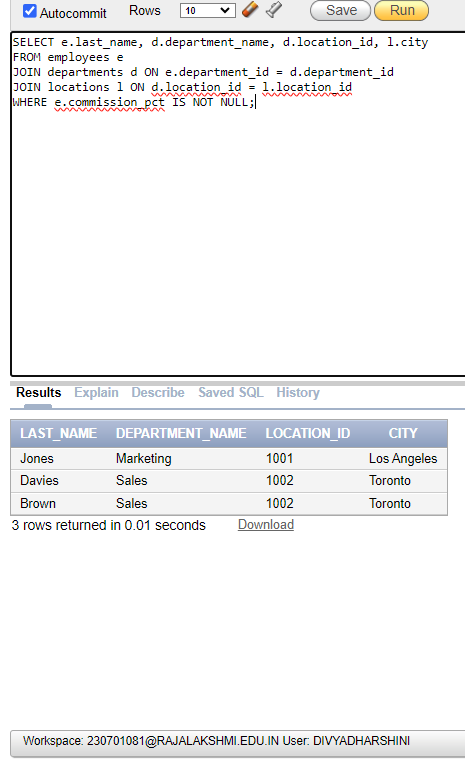 Autocommit Rows 10 Save Run
SELECT e.last_name, d.department_name, d.location_id, l.city
FROM employees e
JOIN departments d ON e.department_id = d.department_id
JOIN locations l ON d.location_id = l.location_id
WHERE e.commission_pct IS NOT NULL;
Results Explain Describe Saved SQL History
LAST_NAME DEPARTMENT_NAME LOCATION_ID CITY
Jones Marketing 1001 Los Angeles
Davies Sales 1002 Toronto
Brown Sales 1002 Toronto
3 rows returned in 0.01 seconds Download
Workspace: 230701081@RAJALAKSHMI.EDU.IN User: DIVYADHARSHINI